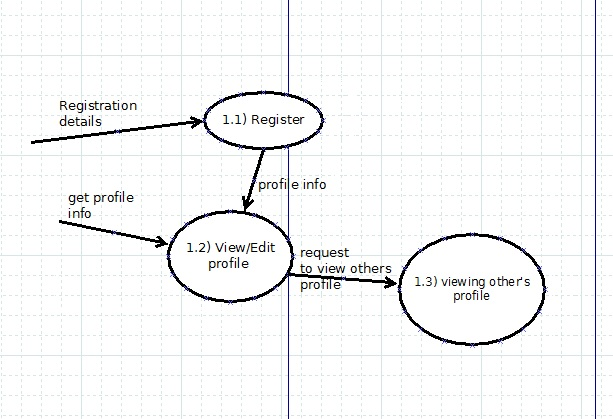 Registration
details
1.1) Register
profile info
get profile
info
1.2) View/Edit
profile
request
to view others
profile
1.3) viewing other's
profile